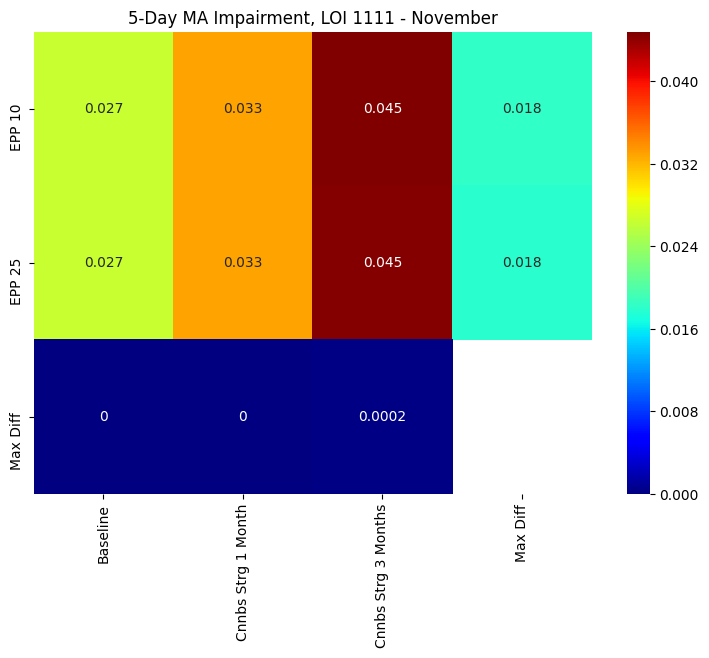 5-Day MA Impairment, LOI 1111 - November
EPP 10
0.027
0.033
0.045
0.018
EPP 25
0.027
0.033
0.045
0.018
Max Diff
0
0
0.0002
Baseline
Cnnbs Strg 1 Month
Cnnbs Strg 3 Months
Max Diff
0.040
0.032
0.024
0.016
0.008
0.000